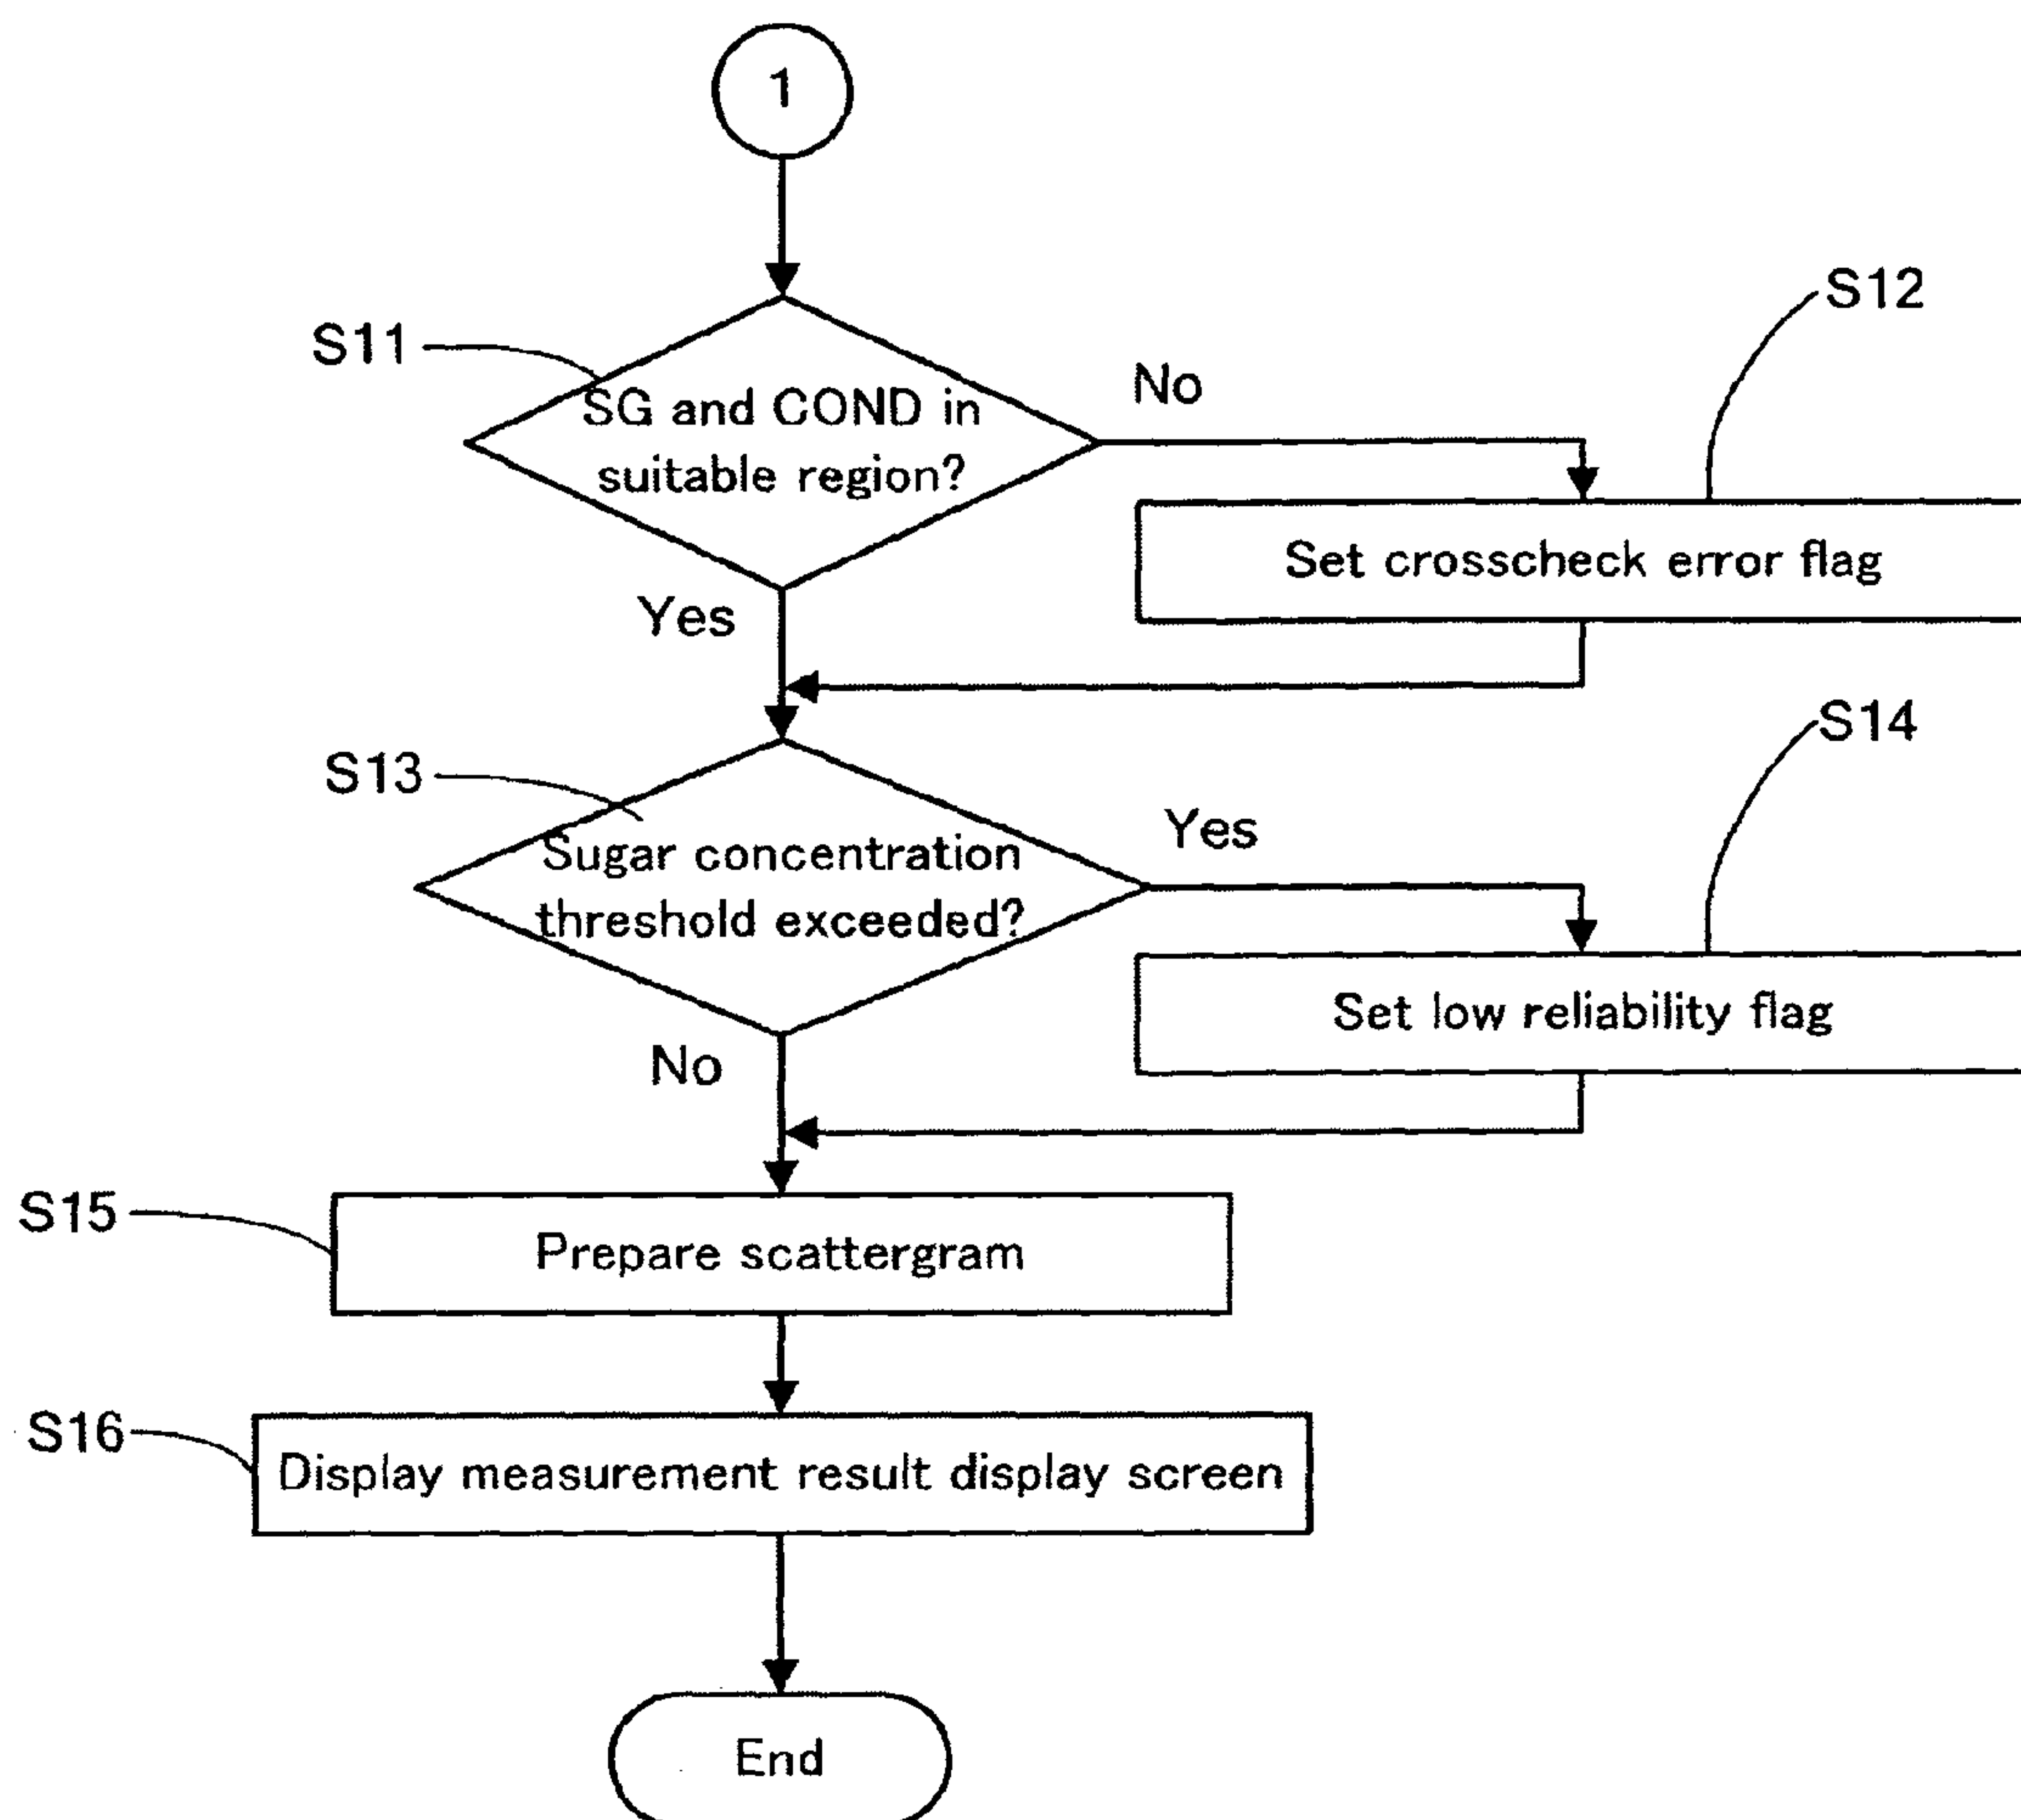 1
S11
SG and COND in
suitable region?
No
S12
Set crosscheck error flag
Yes
S13
Sugar concentration
threshold exceeded?
Yes
S14
Set low reliability flag
No
S15
Prepare scattergram
S16
Display measurement result display screen
End